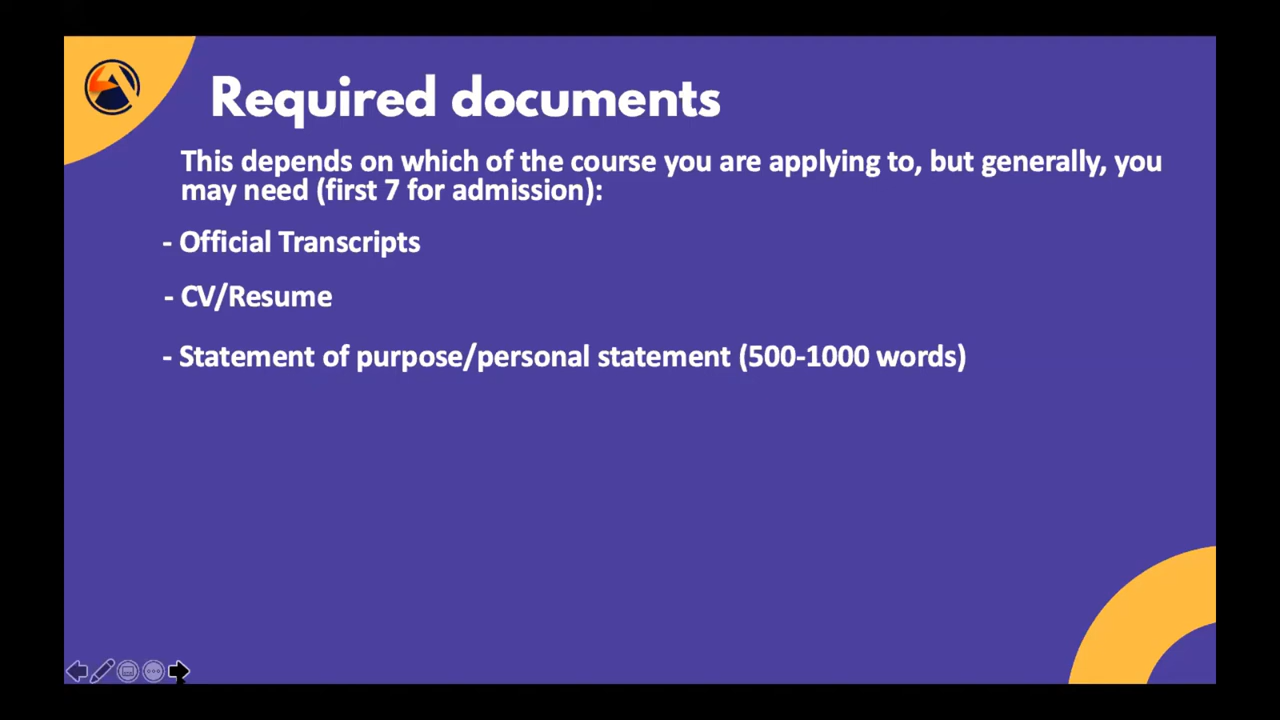 Required documents
This depends on which of the course you are applying to, but generally, you
may need (first 7 for admission):
- Official Transcripts
- CV/Resume
- Statement of purpose/personal statement (500-1000 words)